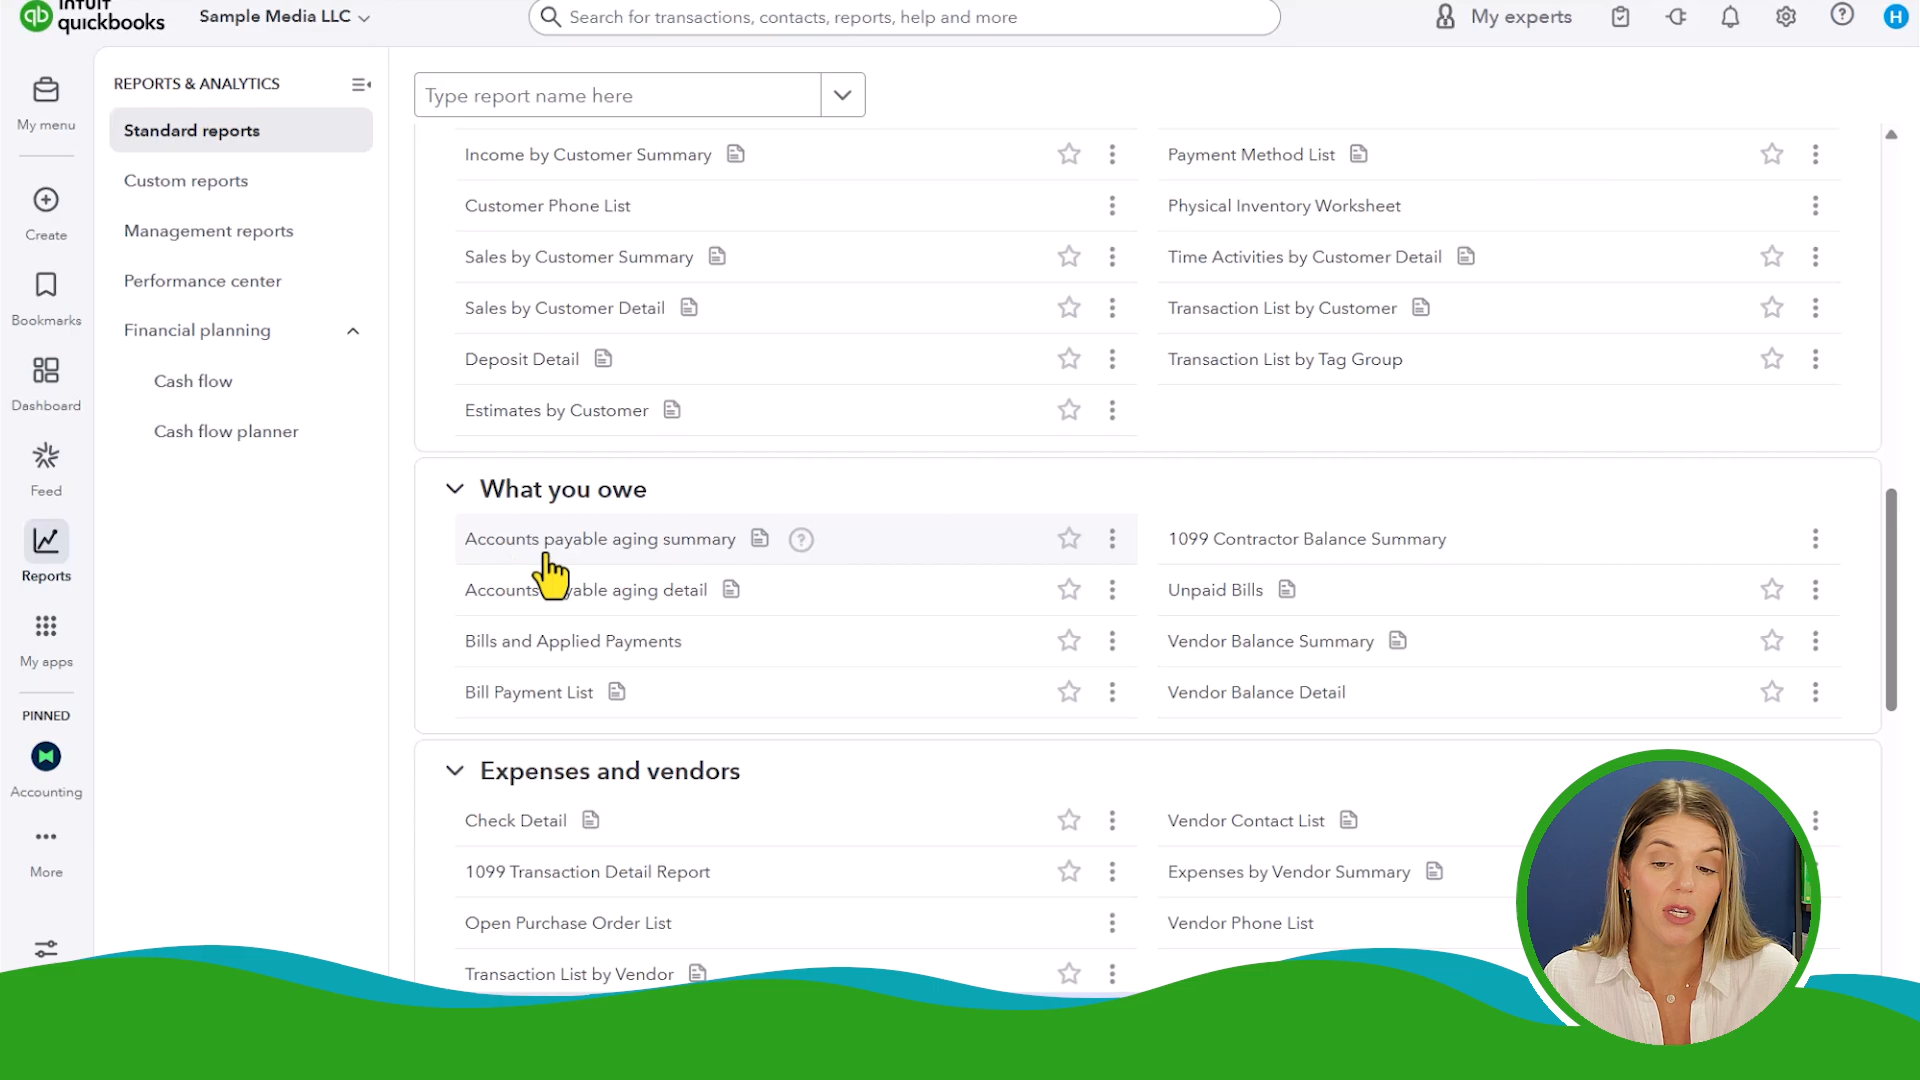 INTUIT
quickbooks
Sample Media LLC
Search for transactions, contacts, reports, help and more
My experts
H
My menu
Create
Bookmarks
Dashboard
Feed
Reports
My apps
PINNED
Accounting
More
REPORTS & ANALYTICS
Standard reports
Custom reports
Management reports
Performance center
Financial planning
Cash flow
Cash flow planner
Type report name here
Income by Customer Summary
Payment Method List
Customer Phone List
Physical Inventory Worksheet
Sales by Customer Summary
Time Activities by Customer Detail
Sales by Customer Detail
Transaction List by Customer
Deposit Detail
Transaction List by Tag Group
Estimates by Customer
What you owe
Accounts payable aging summary
1099 Contractor Balance Summary
Accounts yable aging detail
Unpaid Bills
Bills and Applied Payments
Vendor Balance Summary
Bill Payment List
Vendor Balance Detail
Expenses and vendors
Check Detail
Vendor Contact List
1099 Transaction Detail Report
Expenses by Vendor Summary
Open Purchase Order List
Vendor Phone List
Transaction List by Vendor